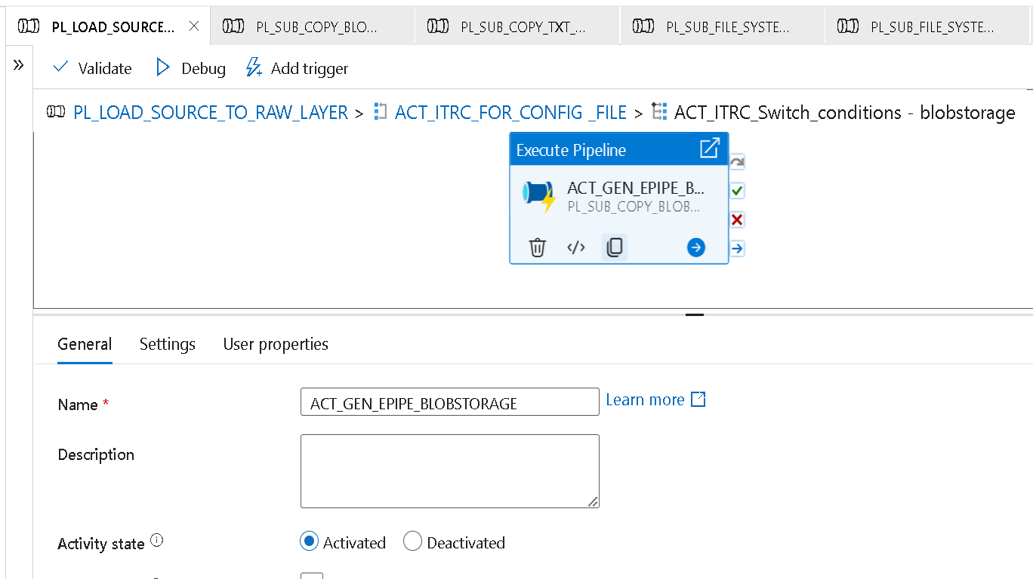 PL_LOAD_SOURCE... PL_SUB_COPY_BLO... PL_SUB_COPY_TXT_... PL_SUB_FILE_SYSTE... PL_SUB_FILE_SYSTE...
Validate Debug Add trigger
PL_LOAD_SOURCE_TO_RAW_LAYER > ACT_ITRC_FOR_CONFIG _FILE > ACT_ITRC_Switch_conditions - blobstorage
Execute Pipeline
ACT_GEN_EPIPE_B...
PL_SUB_COPY_BLOB...
General Settings User properties
Name * ACT_GEN_EPIPE_BLOBSTORAGE Learn more
Description
Activity state Activated Deactivated